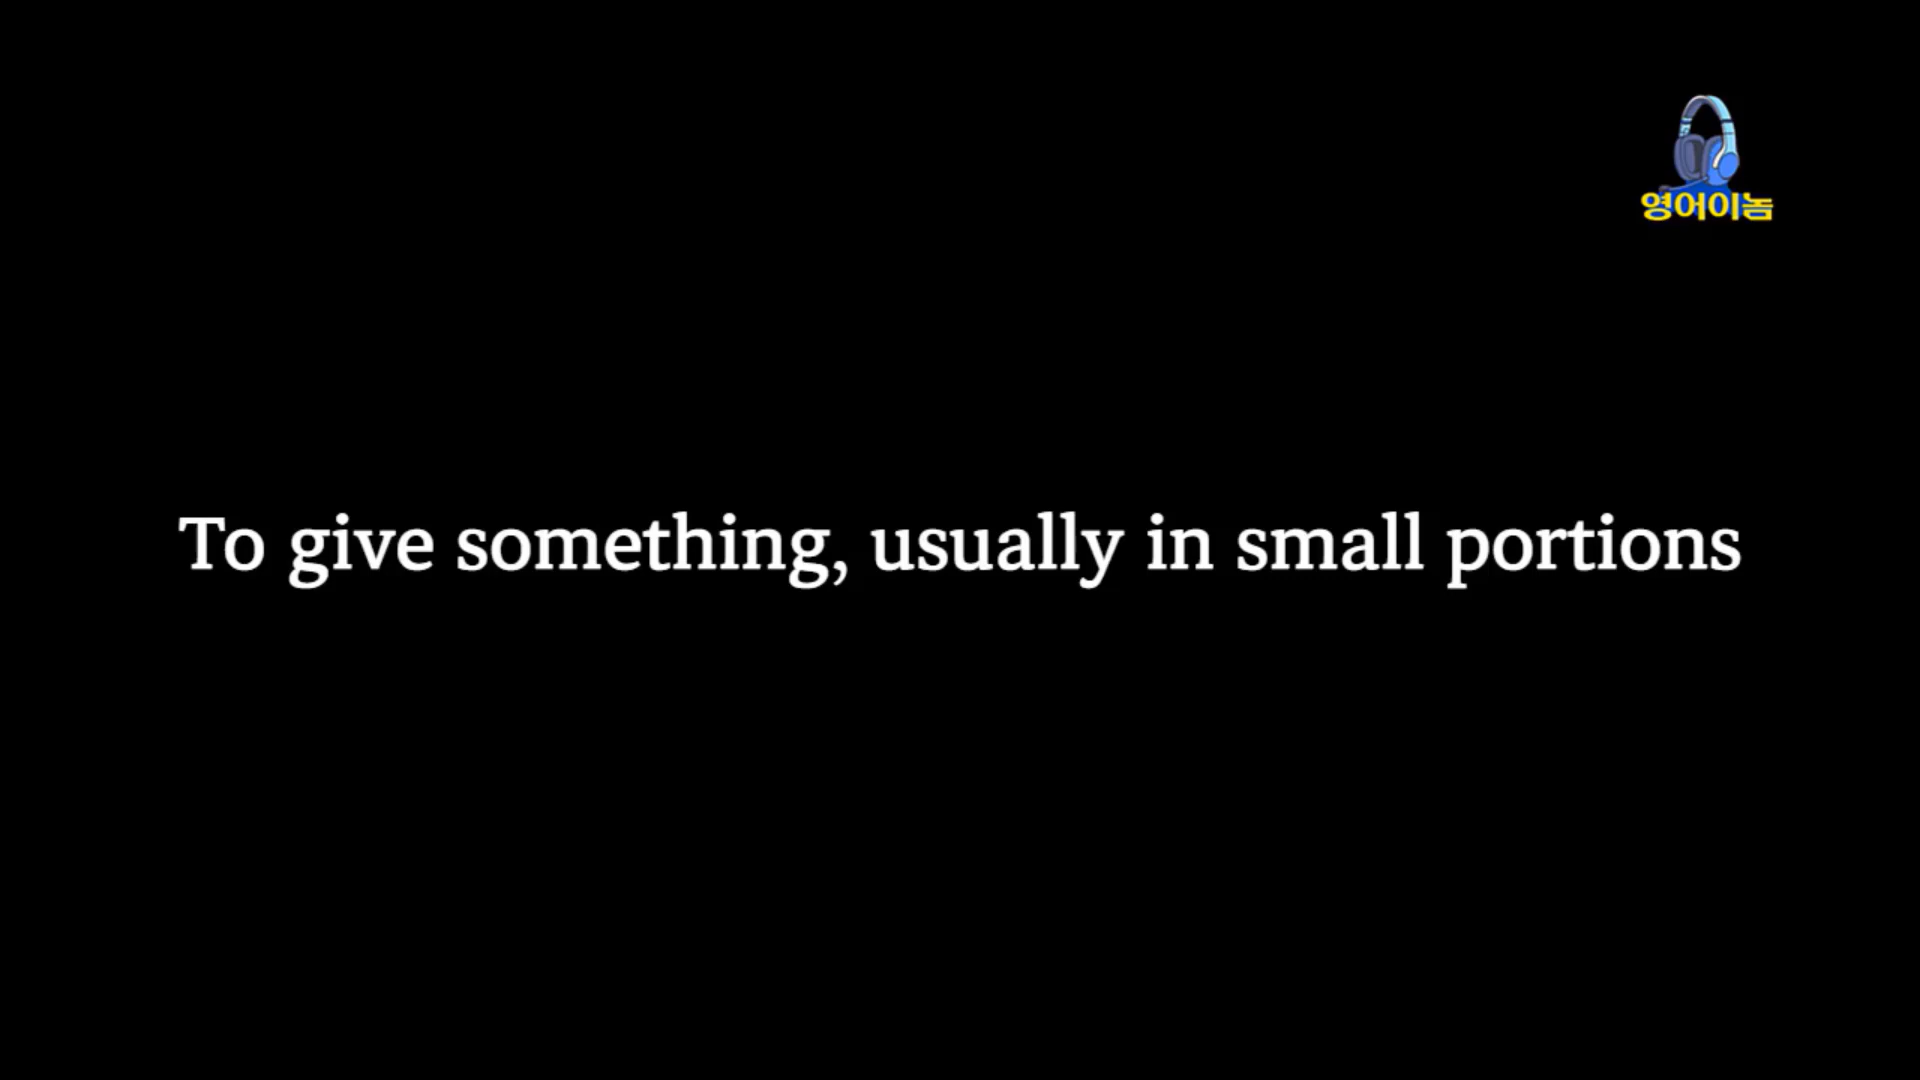 영어이놈
To give something, usually in small portions